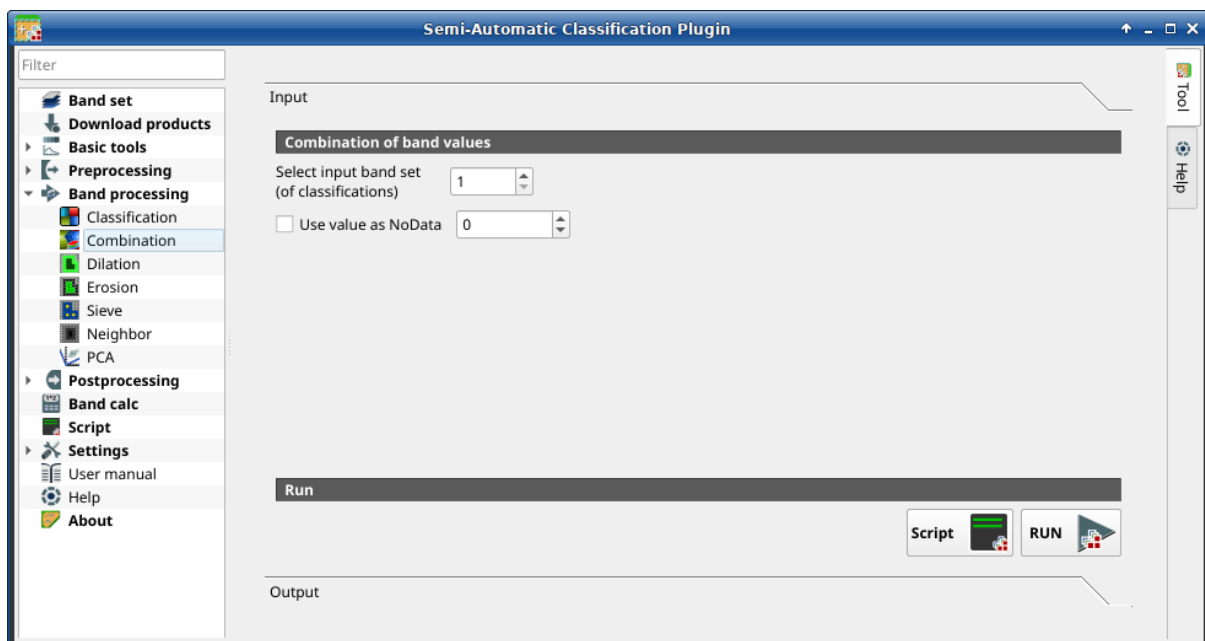 Semi-Automatic Classification Plugin
Filter
Band set
Download products
Basic tools
Preprocessing
Band processing
Classification
Combination
Dilation
Erosion
Sieve
Neighbor
PCA
Postprocessing
Band calc
Script
Settings
User manual
Help
About
Input
Combination of band values
Select input band set
(of classifications)
1
Use value as NoData
0
Run
Script
RUN
Output
Tool
Help